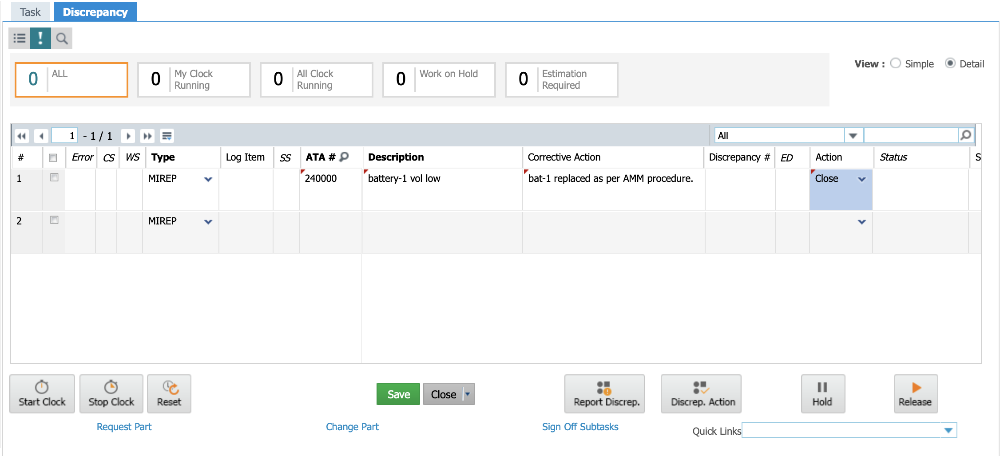 Task Discrepancy
View : Simple Detail
0 ALL 0 My Clock Running 0 All Clock Running 0 Work on Hold 0 Estimation Required
1 - 1 / 1 All
# Error CS WS Type Log Item SS ATA # Description Corrective Action Discrepancy # ED Action Status S
1 MIREP 240000 battery-1 vol low bat-1 replaced as per AMM procedure. Close
2 MIREP
Start Clock Stop Clock Reset Save Close Report Discrep. Discrep. Action Hold Release
Request Part Change Part Sign Off Subtasks Quick Links